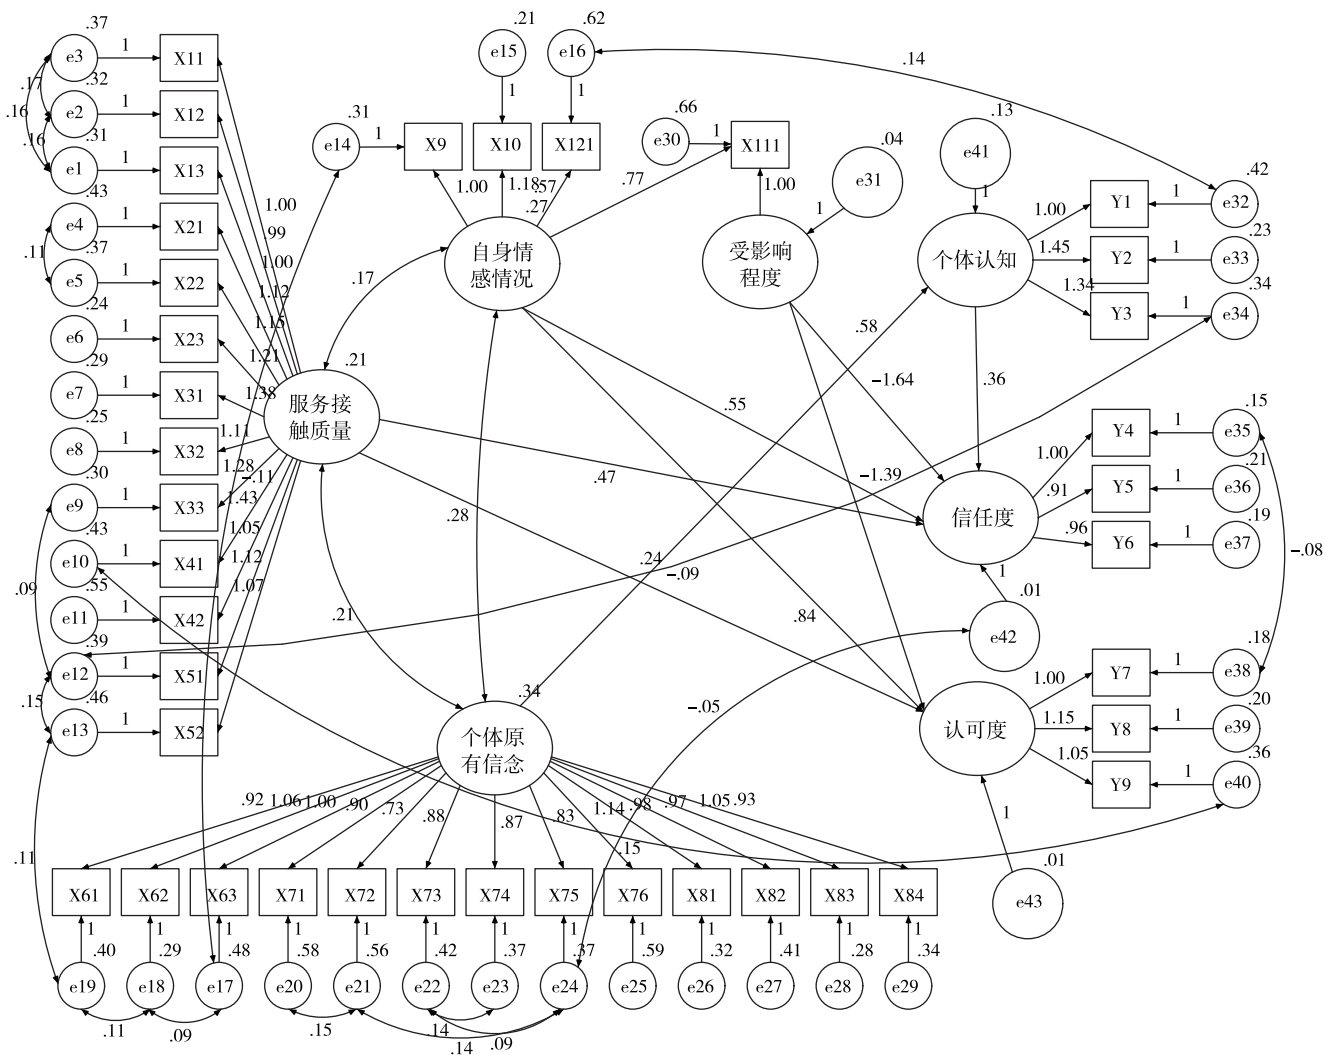 .37
e3
1
X11
.17
.32
e2
1
X12
.16
.31
.16
e1
1
X13
.43
e4
1
X21
.11
.37
e5
1
X22
.24
e6
1
X23
.29
e7
1
X31
.25
e8
1
X32
.30
e9
1
X33
.43
e10
1
X41
.55
e11
1
X42
.09
.39
e12
1
X51
.15
.46
e13
1
X52
.11
1.00
.99
1.00
1.12
1.15
1.21
1.38
1.11
1.28
-.11
1.43
1.05
1.12
1.07
.21
服务接
触质量
.31
e14
1
X9
.21
e15
1
X10
.62
e16
1
X121
.14
1.00
1.18
.57
.27
.77
自身情
感情况
.17
.66
e30
1
X111
1.00
.04
e31
1
受影响
程度
.13
e41
1
个体认知
1.00
1.45
1.34
Y1
1
.42
e32
Y2
1
.23
e33
Y3
1
.34
e34
.58
-1.64
.36
.55
-1.39
.47
.28
.24
-.09
.84
.21
信任度
1.00
.91
.96
Y4
1
.15
e35
Y5
1
.21
e36
Y6
1
.19
e37
-.08
1
.01
e42
-.05
认可度
1.00
1.15
1.05
Y7
1
.18
e38
Y8
1
.20
e39
Y9
1
.36
e40
1
.01
e43
.34
个体原
有信念
.92
1.06
1.00
.90
.73
.88
.87
.83
1.14
.98
.97
1.05
.93
.15
X61
X62
X63
X71
X72
X73
X74
X75
X76
X81
X82
X83
X84
1
1
1
1
1
1
1
1
1
1
1
1
1
.40
.29
.48
.58
.56
.42
.37
.37
.59
.32
.41
.28
.34
e19
e18
e17
e20
e21
e22
e23
e24
e25
e26
e27
e28
e29
.11
.09
.15
.14
.14
.09